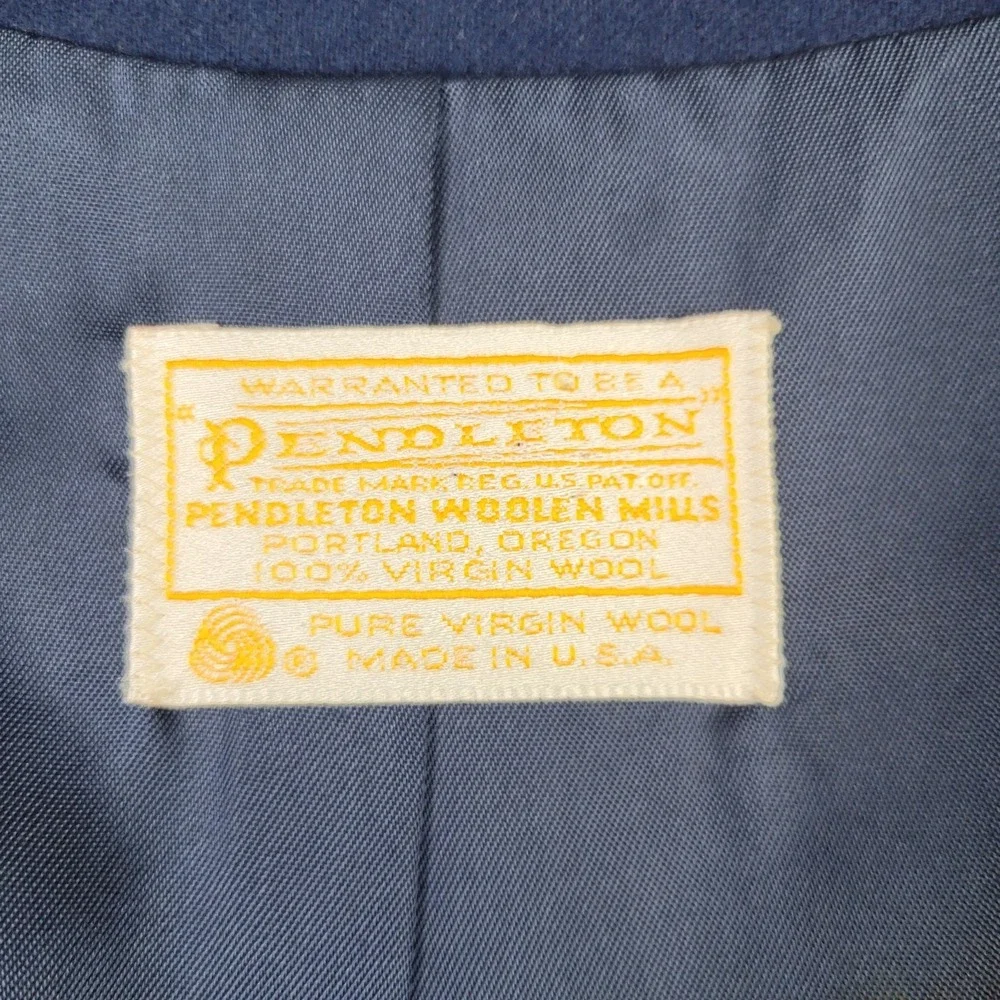 WARRANTED TO BE A
"PENDLETON"
TRADE MARK REG. U.S. PAT. OFF.
PENDLETON WOOLEN MILLS
PORTLAND, OREGON
100% VIRGIN WOOL
PURE VIRGIN WOOL
® MADE IN U.S.A.